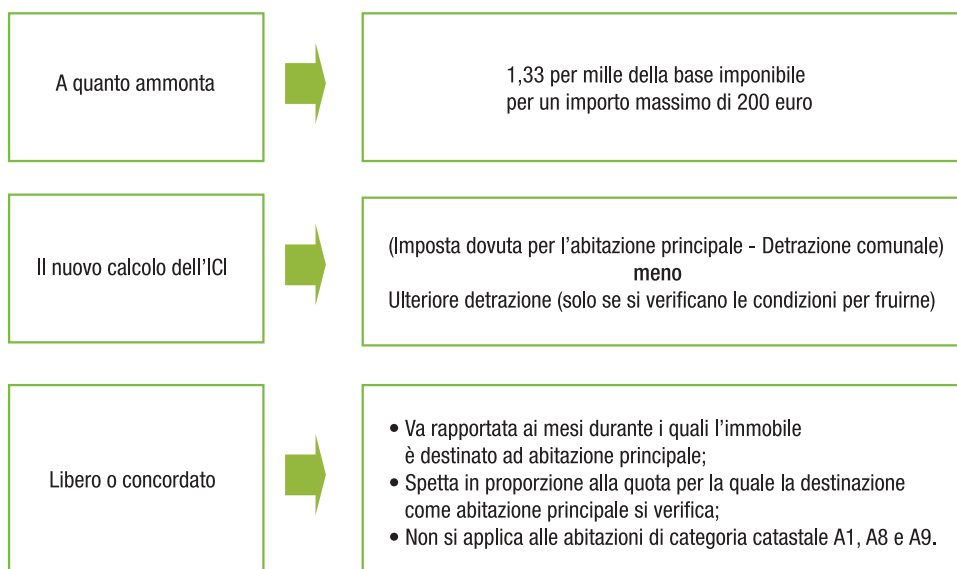 A quanto ammonta
1,33 per mille della base imponibile
per un importo massimo di 200 euro
Il nuovo calcolo dell'ICI
(Imposta dovuta per l'abitazione principale - Detrazione comunale)
meno
Ulteriore detrazione (solo se si verificano le condizioni per fruirne)
Libero o concordato
• Va rapportata ai mesi durante i quali l'immobile
è destinato ad abitazione principale;
• Spetta in proporzione alla quota per la quale la destinazione
come abitazione principale si verifica;
• Non si applica alle abitazioni di categoria catastale A1, A8 e A9.